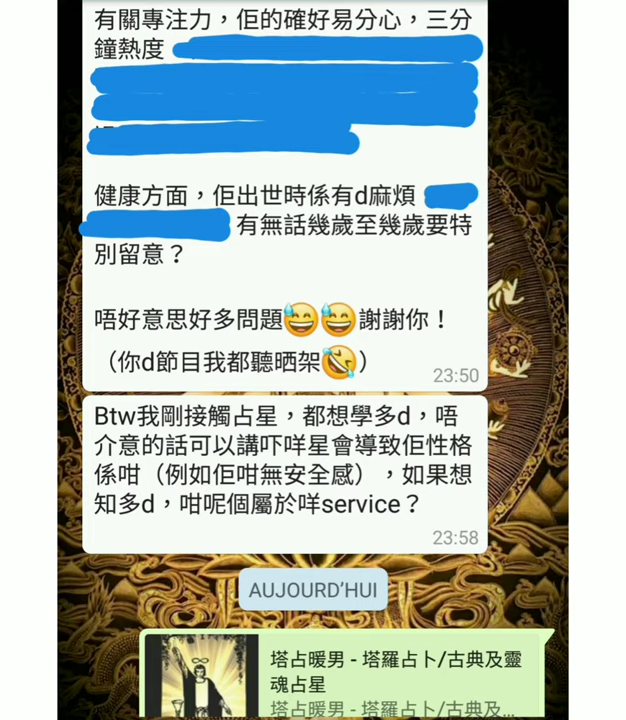 有關專注力，佢的確好易分心，三分
鐘熱度
健康方面，佢出世時係有d麻煩
有無話幾歲至幾歲要特
別留意？
唔好意思好多問題😅😅謝謝你！
（你d節目我都聽晒架🤣）
23:50
Btw我剛接觸占星，都想學多d，唔
介意的話可以講吓咩星會導致佢性格
係咁（例如佢咁無安全感），如果想
知多d，咁呢個屬於咩service？
23:58
AUJOURD’HUI
塔占暖男 - 塔羅占卜/古典及靈
魂占星
塔占暖男 - 塔羅占卜/古典及...